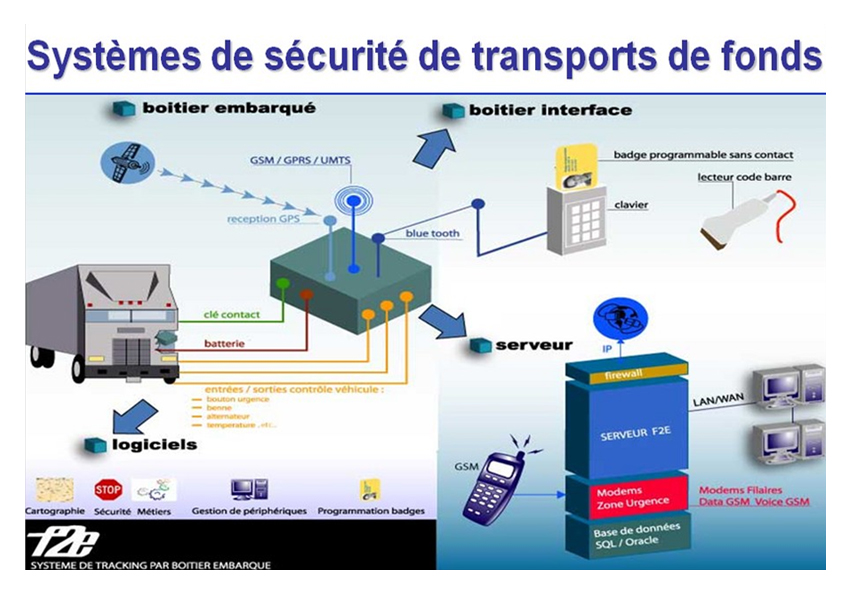 Systèmes de sécurité de transports de fonds
boitier embarqué
boitier interface
GSM / GPRS / UMTS
badge programmable sans contact
lecteur code barre
clavier
reception GPS
blue tooth
clé contact
batterie
entrées / sorties contrôle véhicule :
bouton urgence
benne
alternateur
temperature ..etc...
serveur
IP
firewall
LAN/WAN
SERVEUR F2E
logiciels
GSM
Modems
Zone Urgence
Modems Filaires
Data GSM Voice GSM
Base de données
SQL / Oracle
STOP
Cartographie
Sécurité
Métiers
Gestion de périphériques
Programmation badges
f2e
SYSTEME DE TRACKING PAR BOITIER EMBARQUE